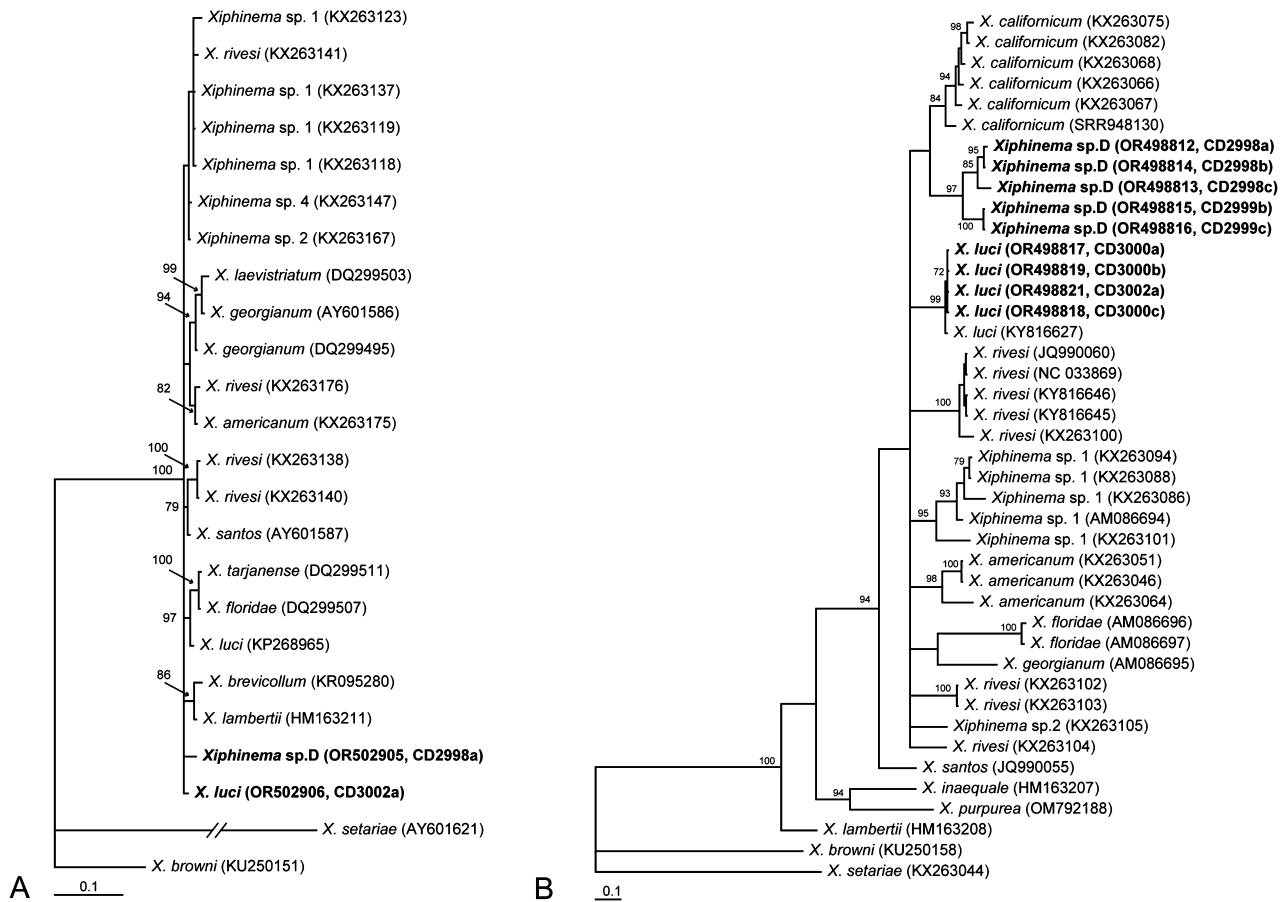 Xiphinema sp. 1 (KX263123)
X. rivesi (KX263141)
Xiphinema sp. 1 (KX263137)
Xiphinema sp. 1 (KX263119)
Xiphinema sp. 1 (KX263118)
Xiphinema sp. 4 (KX263147)
Xiphinema sp. 2 (KX263167)
99
X. laevistriatum (DQ299503)
94
X. georgianum (AY601586)
X. georgianum (DQ299495)
82
X. rivesi (KX263176)
X. americanum (KX263175)
100
X. rivesi (KX263138)
100
X. rivesi (KX263140)
79
X. santos (AY601587)
100
X. tarjanense (DQ299511)
X. floridae (DQ299507)
97
X. luci (KP268965)
86
X. brevicollum (KR095280)
X. lambertii (HM163211)
Xiphinema sp.D (OR502905, CD2998a)
X. luci (OR502906, CD3002a)
X. setariae (AY601621)
X. browni (KU250151)
A
0.1
98
X. californicum (KX263075)
X. californicum (KX263082)
X. californicum (KX263068)
94
X. californicum (KX263066)
84
X. californicum (KX263067)
X. californicum (SRR948130)
95
Xiphinema sp.D (OR498812, CD2998a)
85
Xiphinema sp.D (OR498814, CD2998b)
97
Xiphinema sp.D (OR498813, CD2998c)
Xiphinema sp.D (OR498815, CD2999b)
100
Xiphinema sp.D (OR498816, CD2999c)
X. luci (OR498817, CD3000a)
72
X. luci (OR498819, CD3000b)
X. luci (OR498821, CD3002a)
99
X. luci (OR498818, CD3000c)
X. luci (KY816627)
X. rivesi (JQ990060)
X. rivesi (NC 033869)
X. rivesi (KY816646)
100
X. rivesi (KY816645)
X. rivesi (KX263100)
79
Xiphinema sp. 1 (KX263094)
Xiphinema sp. 1 (KX263088)
93
Xiphinema sp. 1 (KX263086)
95
Xiphinema sp. 1 (AM086694)
Xiphinema sp. 1 (KX263101)
100
X. americanum (KX263051)
98
X. americanum (KX263046)
X. americanum (KX263064)
94
100
X. floridae (AM086696)
X. floridae (AM086697)
X. georgianum (AM086695)
100
X. rivesi (KX263102)
X. rivesi (KX263103)
Xiphinema sp.2 (KX263105)
X. rivesi (KX263104)
100
X. santos (JQ990055)
94
X. inaequale (HM163207)
X. purpurea (OM792188)
X. lambertii (HM163208)
X. browni (KU250158)
X. setariae (KX263044)
B
0.1